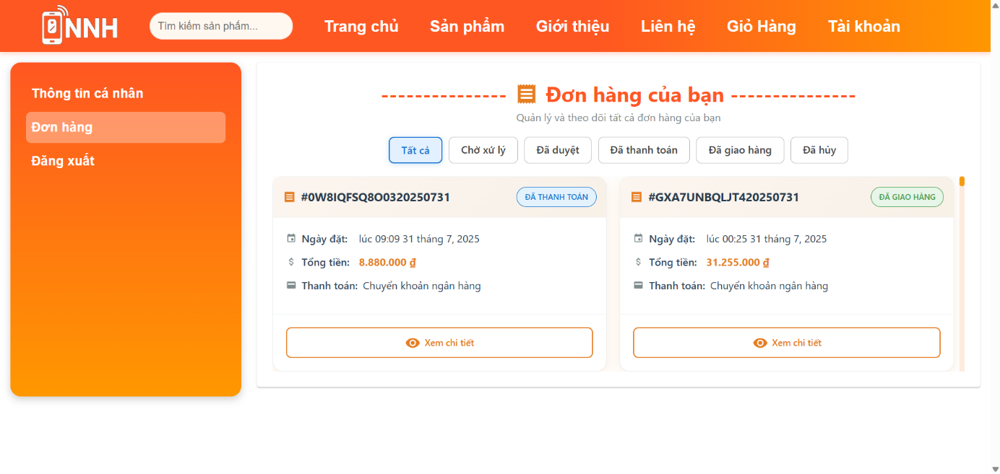 NNH
Tìm kiếm sản phẩm...
Trang chủ
Sản phẩm
Giới thiệu
Liên hệ
Giỏ Hàng
Tài khoản
Thông tin cá nhân
Đơn hàng
Đăng xuất
Đơn hàng của bạn
Quản lý và theo dõi tất cả đơn hàng của bạn
Tất cả
Chờ xử lý
Đã duyệt
Đã thanh toán
Đã giao hàng
Đã hủy
#0W8IQFSQ8O0320250731
ĐÃ THANH TOÁN
Ngày đặt: lúc 09:09 31 tháng 7, 2025
Tổng tiền: 8.880.000 ₫
Thanh toán: Chuyển khoản ngân hàng
Xem chi tiết
#GXA7UNBQLJT420250731
ĐÃ GIAO HÀNG
Ngày đặt: lúc 00:25 31 tháng 7, 2025
Tổng tiền: 31.255.000 ₫
Thanh toán: Chuyển khoản ngân hàng
Xem chi tiết